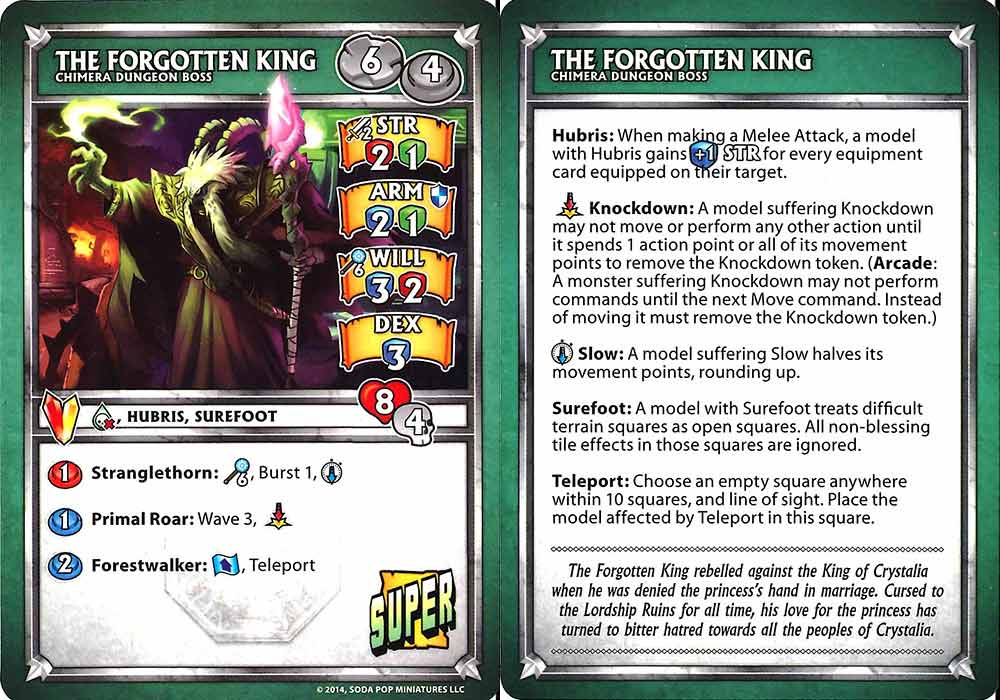 THE FORGOTTEN KING
CHIMERA DUNGEON BOSS
6
4
STR
2 1
ARM
2 1
WILL
3 2
DEX
3
, HUBRIS, SUREFOOT
8
4
1 Stranglethorn: , Burst 1,
1 Primal Roar: Wave 3,
2 Forestwalker: , Teleport
SUPER
© 2014, SODA POP MINIATURES LLC
THE FORGOTTEN KING
CHIMERA DUNGEON BOSS
Hubris: When making a Melee Attack, a model
with Hubris gains +1 STR for every equipment
card equipped on their target.
Knockdown: A model suffering Knockdown
may not move or perform any other action until
it spends 1 action point or all of its movement
points to remove the Knockdown token. (Arcade:
A monster suffering Knockdown may not perform
commands until the next Move command. Instead
of moving it must remove the Knockdown token.)
Slow: A model suffering Slow halves its
movement points, rounding up.
Surefoot: A model with Surefoot treats difficult
terrain squares as open squares. All non-blessing
tile effects in those squares are ignored.
Teleport: Choose an empty square anywhere
within 10 squares, and line of sight. Place the
model affected by Teleport in this square.
The Forgotten King rebelled against the King of Crystalia
when he was denied the princess's hand in marriage. Cursed to
the Lordship Ruins for all time, his love for the princess has
turned to bitter hatred towards all the peoples of Crystalia.